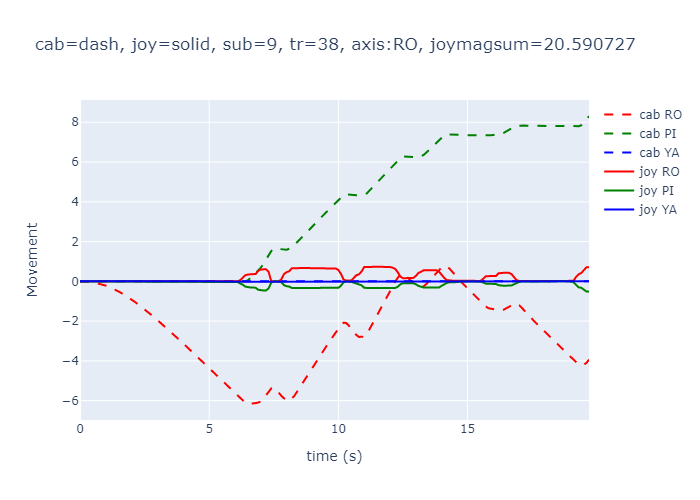 cab=dash, joy=solid, sub=9, tr=38, axis:RO, joymagsum=20.590727
cab RO
cab PI
cab YA
joy RO
joy PI
joy YA
Movement
8
6
4
2
0
−2
−4
−6
0
5
10
15
time (s)